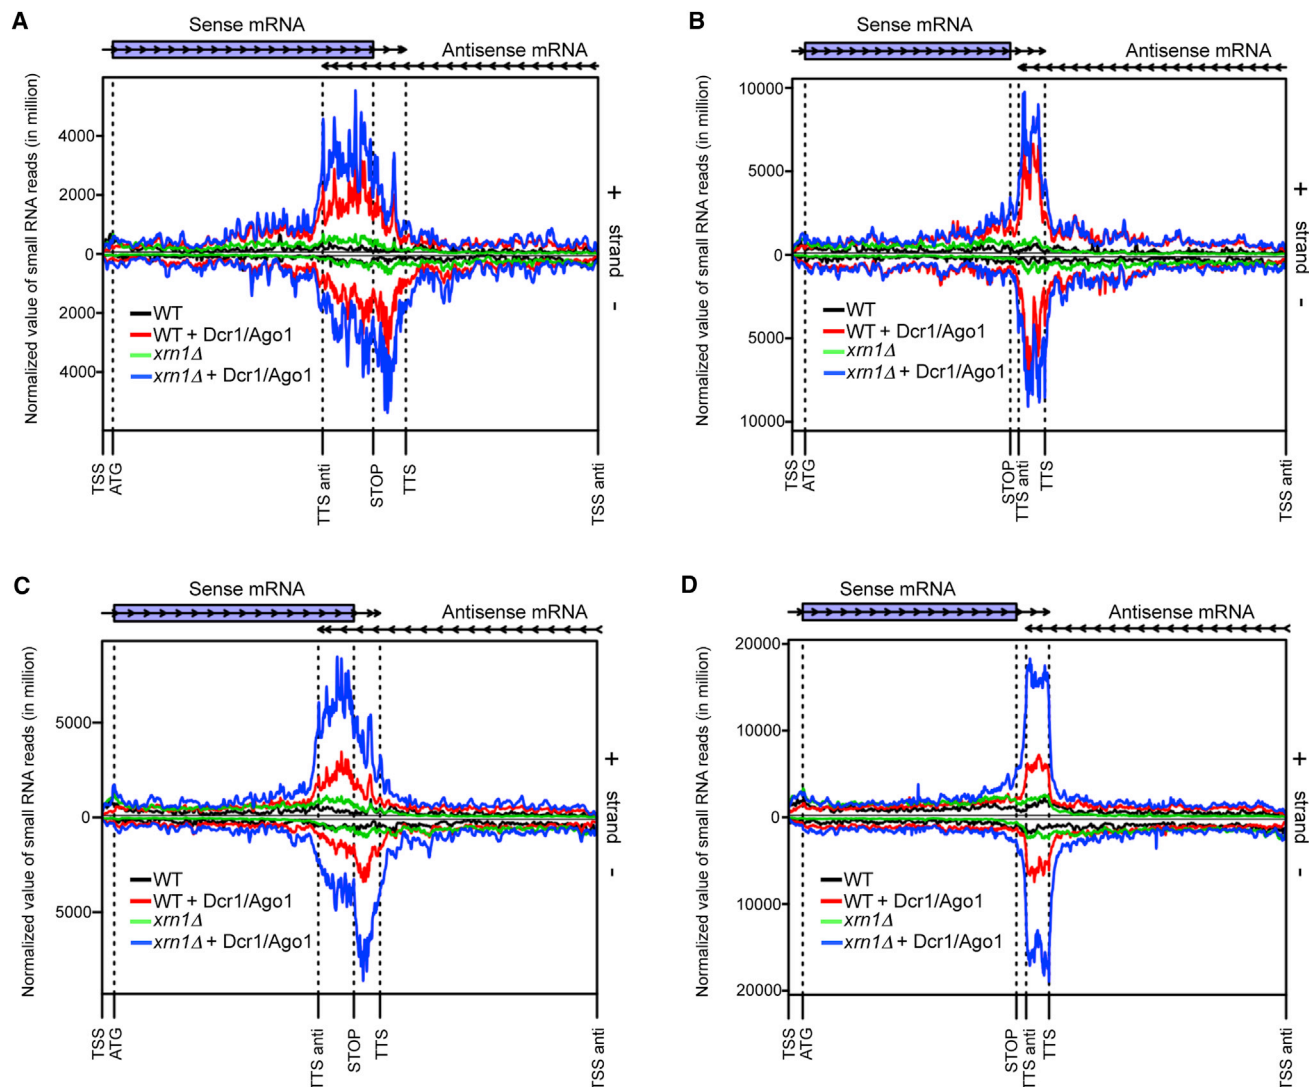 A
Sense mRNA
Antisense mRNA
Normalized value of small RNA reads (in million)
4000
2000
0
2000
4000
WT
WT + Dcr1/Ago1
xrn1Δ
xrn1Δ + Dcr1/Ago1
+ strand -
TSS
ATG
TTS anti
STOP
TTS
TSS anti
B
Sense mRNA
Antisense mRNA
Normalized value of small RNA reads (in million)
10000
5000
0
5000
10000
WT
WT + Dcr1/Ago1
xrn1Δ
xrn1Δ + Dcr1/Ago1
+ strand -
TSS
ATG
STOP
TTS anti
TTS
TSS anti
C
Sense mRNA
Antisense mRNA
Normalized value of small RNA reads (in million)
5000
0
5000
WT
WT + Dcr1/Ago1
xrn1Δ
xrn1Δ + Dcr1/Ago1
+ strand -
TSS
ATG
TTS anti
STOP
TTS
TSS anti
D
Sense mRNA
Antisense mRNA
Normalized value of small RNA reads (in million)
20000
10000
0
10000
20000
WT
WT + Dcr1/Ago1
xrn1Δ
xrn1Δ + Dcr1/Ago1
+ strand -
TSS
ATG
STOP
TTS anti
TTS
TSS anti